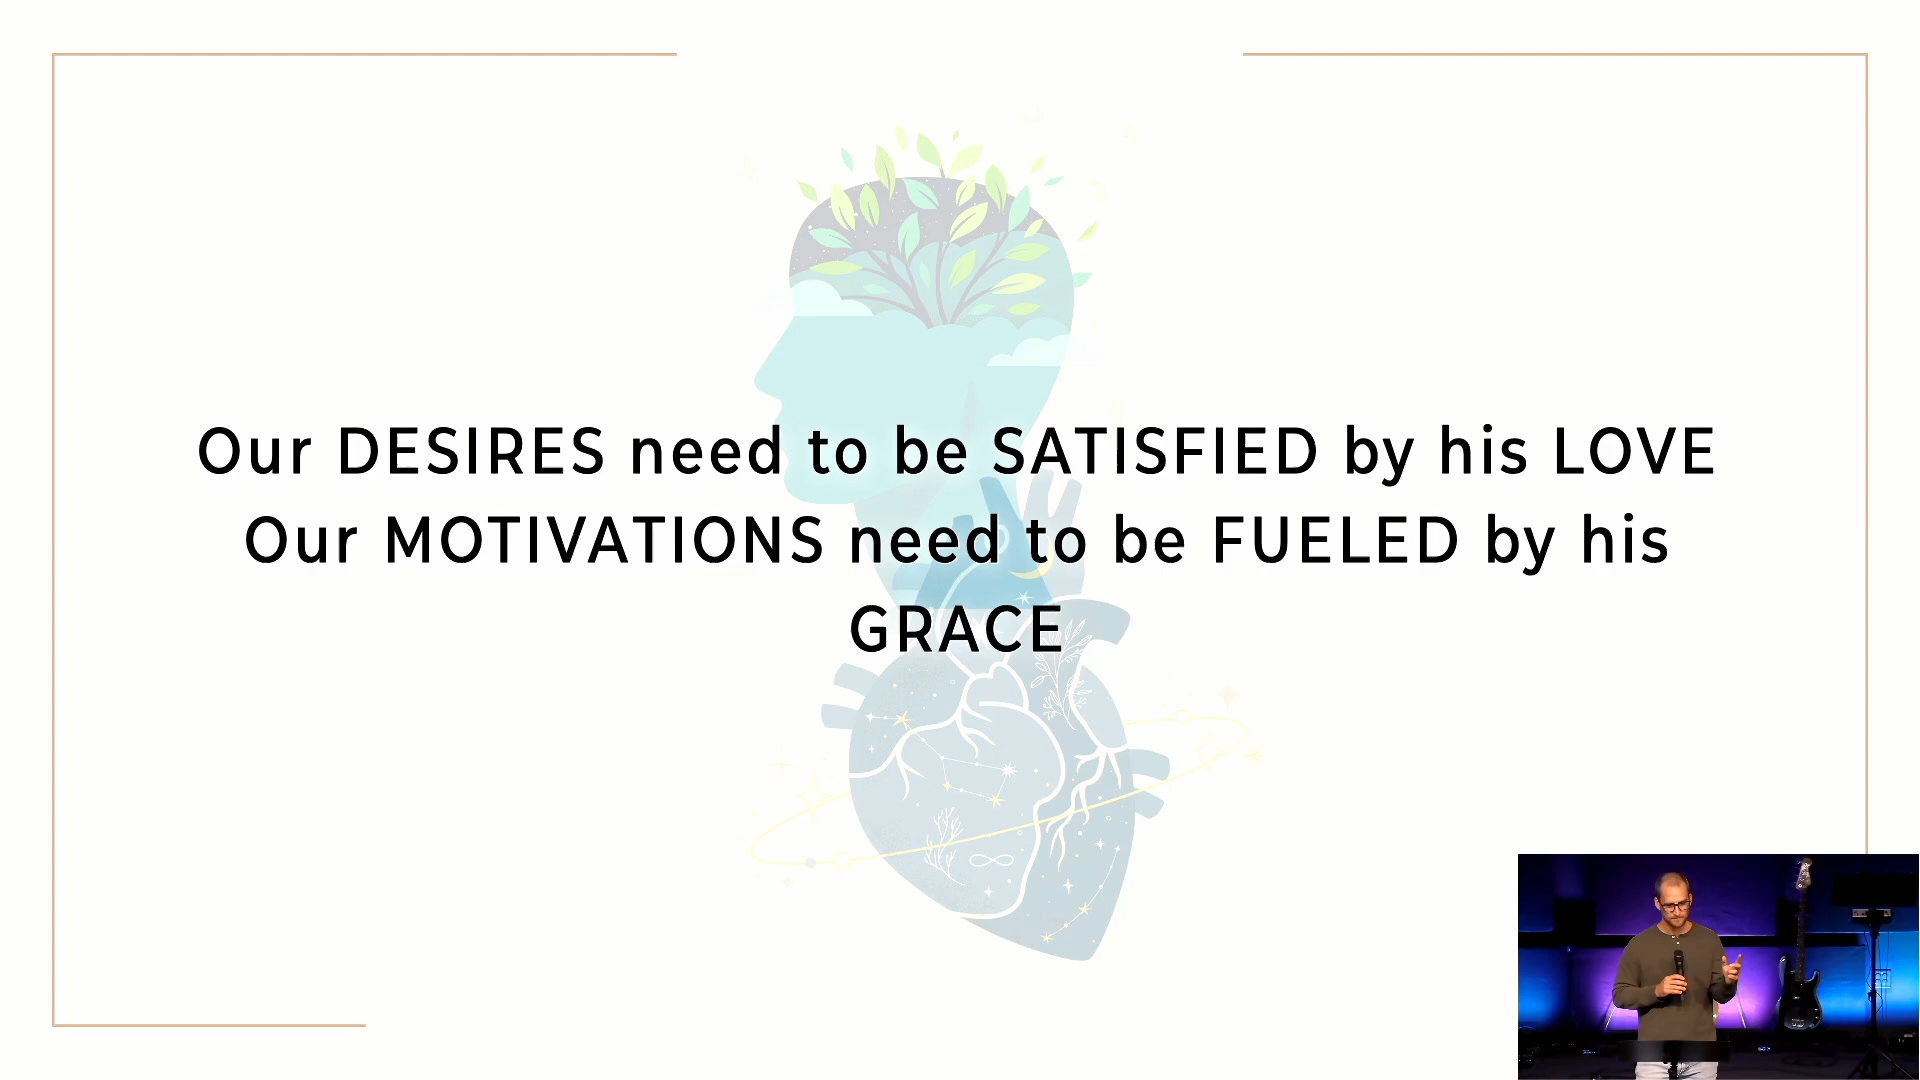 Our DESIRES need to be SATISFIED by his LOVE
Our MOTIVATIONS need to be FUELED by his
GRACE